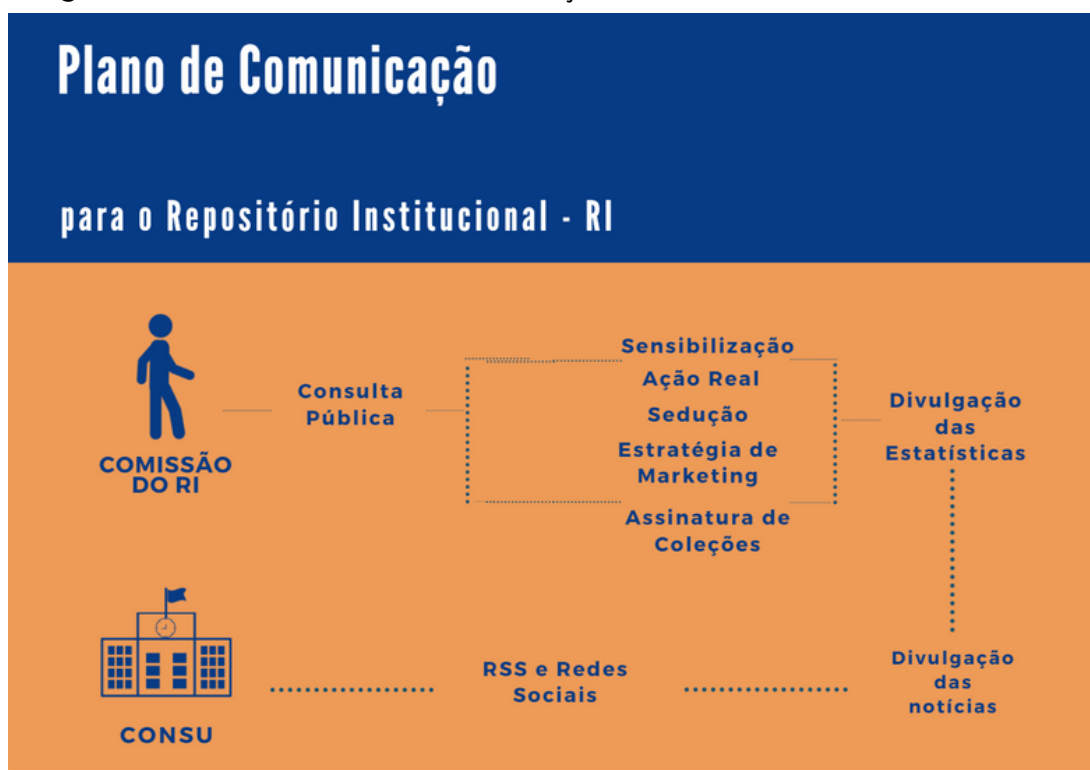 Plano de Comunicação
para o Repositório Institucional - RI
COMISSÃO
DO RI
Consulta
Pública
Sensibilização
Ação Real
Sedução
Estratégia de
Marketing
Assinatura de
Coleções
Divulgação
das
Estatísticas
Divulgação
das
notícias
RSS e Redes
Sociais
CONSU